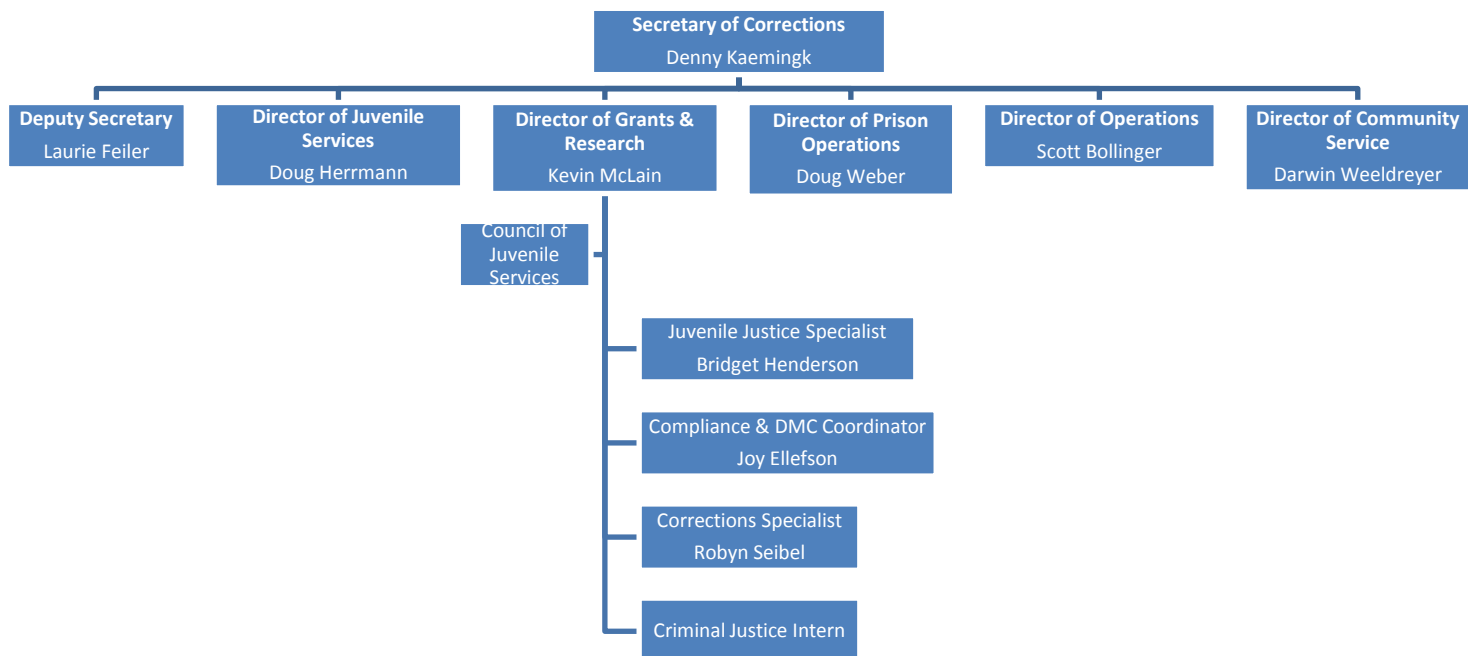 Secretary of Corrections
Denny Kaemingk
Deputy Secretary
Laurie Feiler
Director of Juvenile
Services
Doug Herrmann
Director of Grants &
Research
Kevin McLain
Director of Prison
Operations
Doug Weber
Director of Operations
Scott Bollinger
Director of Community
Service
Darwin Weeldreyer
Council of
Juvenile
Services
Juvenile Justice Specialist
Bridget Henderson
Compliance & DMC Coordinator
Joy Ellefson
Corrections Specialist
Robyn Seibel
Criminal Justice Intern